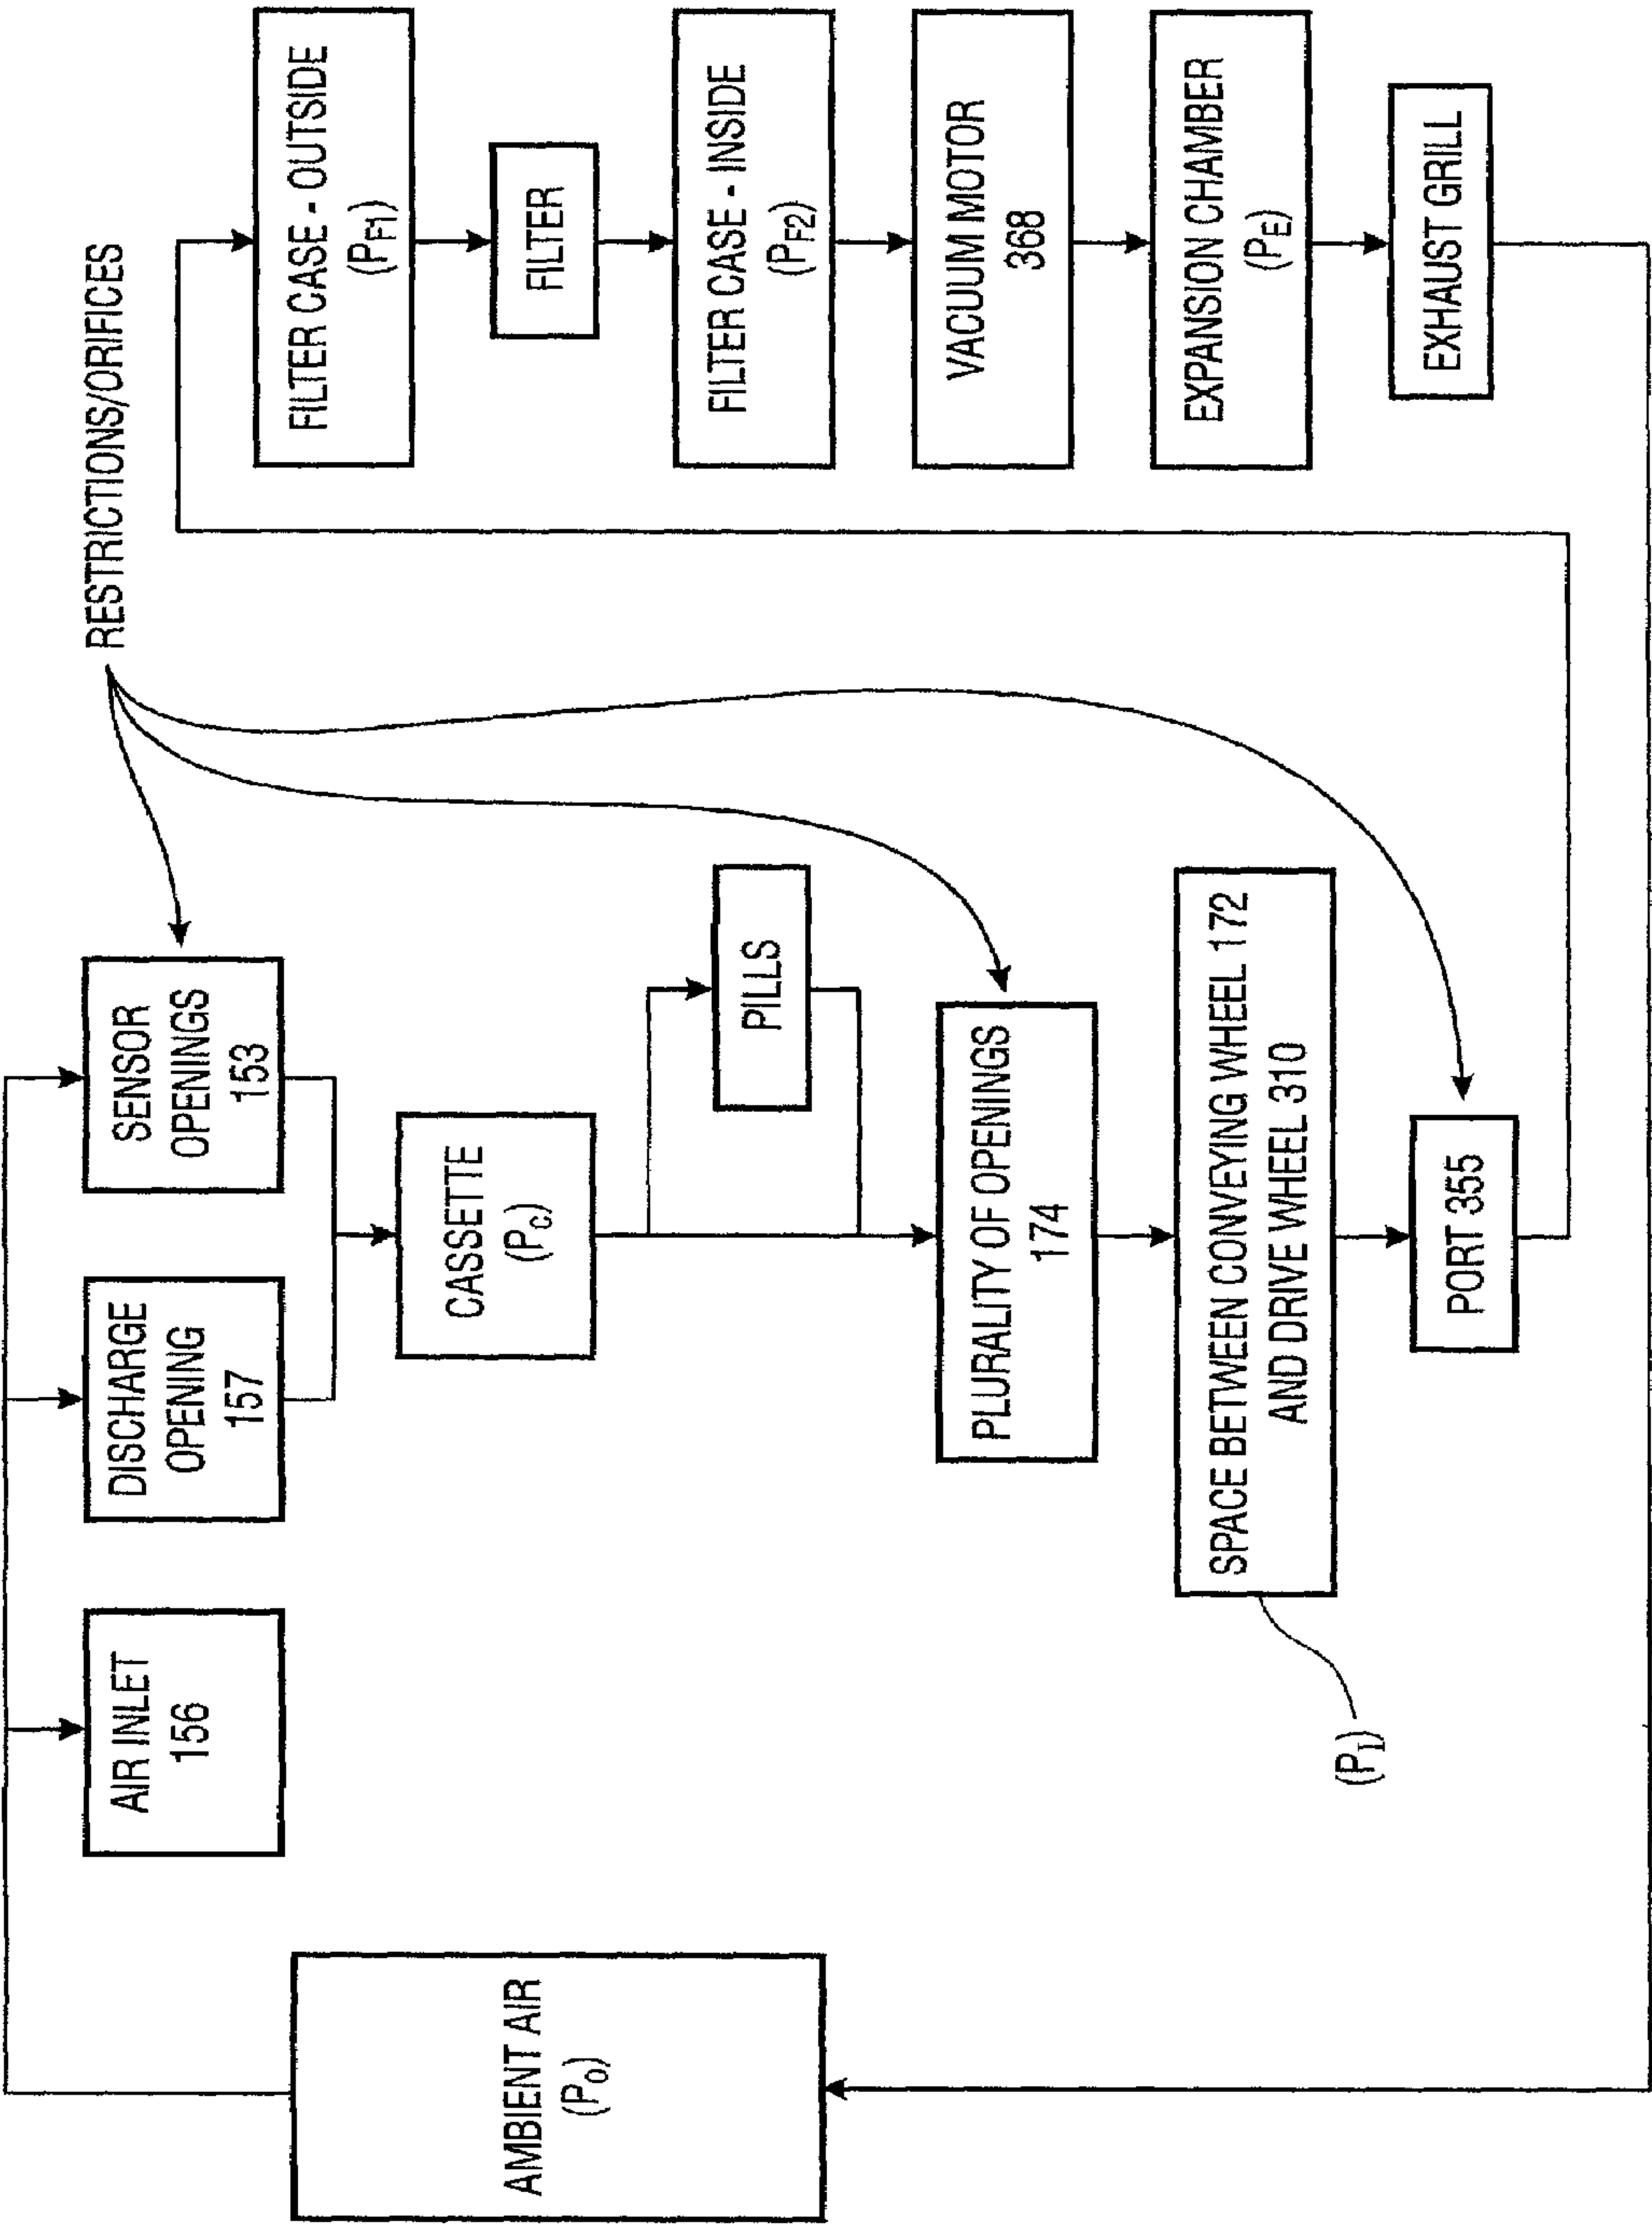 AMBIENT AIR
(P0)
AIR INLET
156
DISCHARGE
OPENING
157
SENSOR
OPENINGS
153
RESTRICTIONS/ORIFICES
CASSETTE
(PC)
PILLS
PLURALITY OF OPENINGS
174
SPACE BETWEEN CONVEYING WHEEL 172
AND DRIVE WHEEL 310
(PI)
PORT 355
FILTER CASE - OUTSIDE
(PF1)
FILTER
FILTER CASE - INSIDE
(PF2)
VACUUM MOTOR
368
EXPANSION CHAMBER
(PE)
EXHAUST GRILL